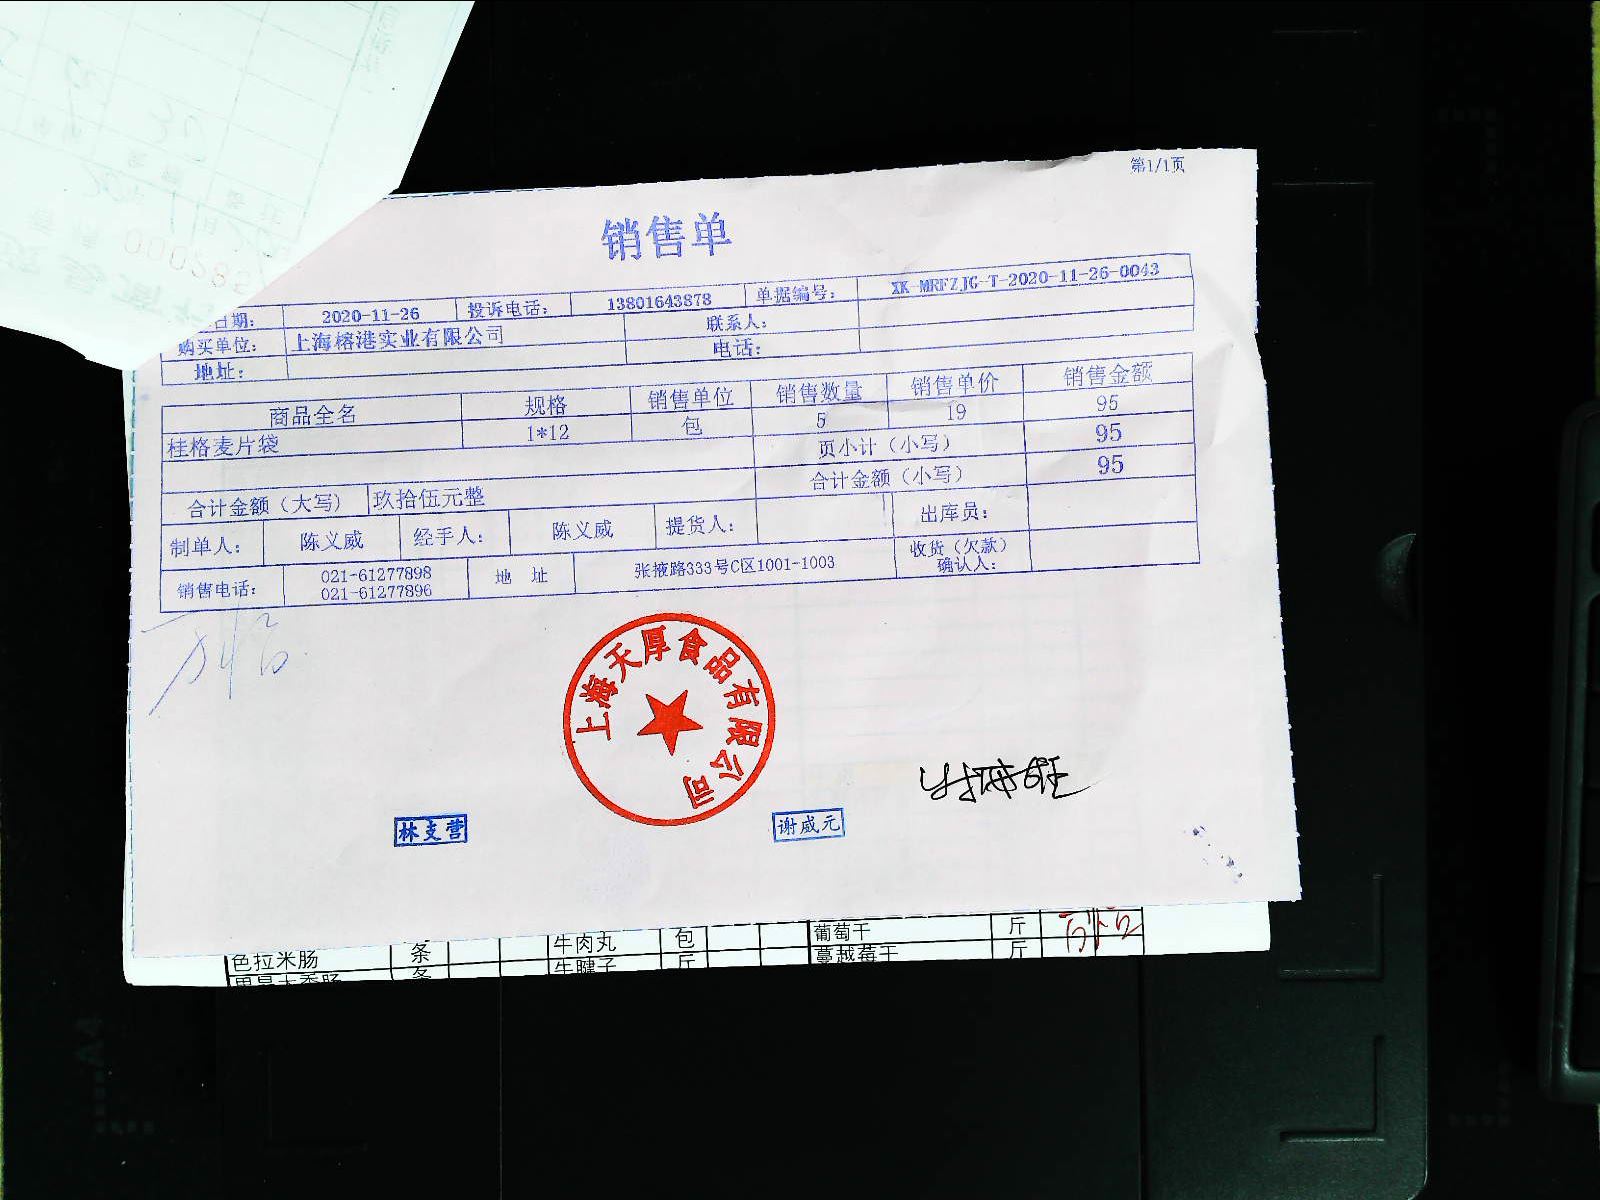 第1/1页
销售单
日期: 2020-11-26 投诉电话: 13801643878 单据编号: XK-MRFZJG-T-2020-11-26-0043
购买单位: 上海榕港实业有限公司 联系人:
地址: 电话:
商品全名 规格 销售单位 销售数量 销售单价 销售金额
桂格麦片袋 1*12 包 5 19 95
页小计（小写） 95
合计金额（大写） 玖拾伍元整 合计金额（小写） 95
制单人: 陈义威 经手人: 陈义威 提货人: 出库员:
销售电话: 021-61277898 地 址 张掖路333号C区1001-1003 收货（欠款）
021-61277896 确认人:
上海天厚食品有限公司
林支营
谢威元
色拉米肠 条 牛肉丸 包 葡萄干 斤
牛腱子 斤 蔓越莓干 斤